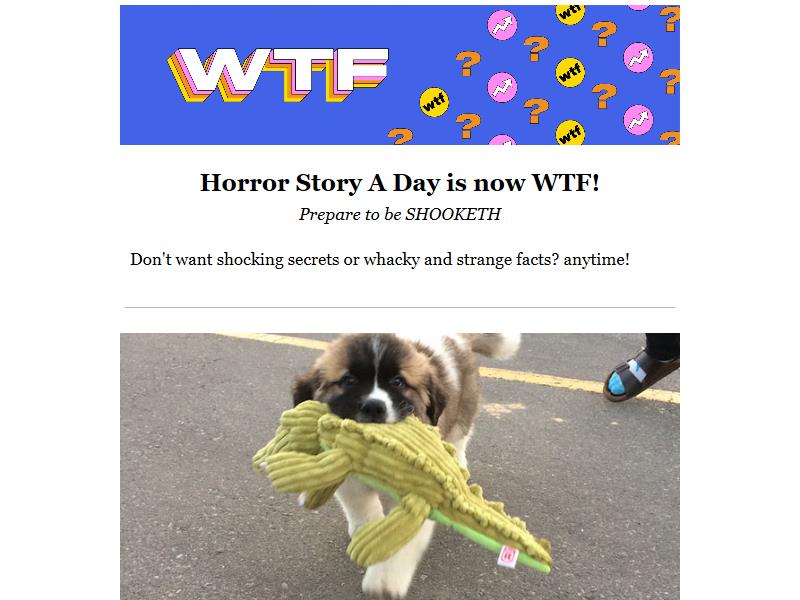 WTF
wtf
wtf
wtf
wtf
Horror Story A Day is now WTF!
Prepare to be SHOOKETH
Don't want shocking secrets or whacky and strange facts? anytime!